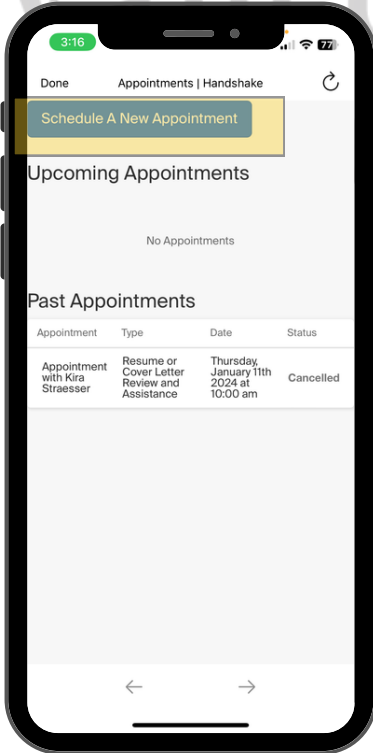 3:16
77
Done Appointments | Handshake
Schedule A New Appointment
Upcoming Appointments
No Appointments
Past Appointments
Appointment Type Date Status
Appointment with Kira Straesser
Resume or Cover Letter Review and Assistance
Thursday, January 11th 2024 at 10:00 am
Cancelled